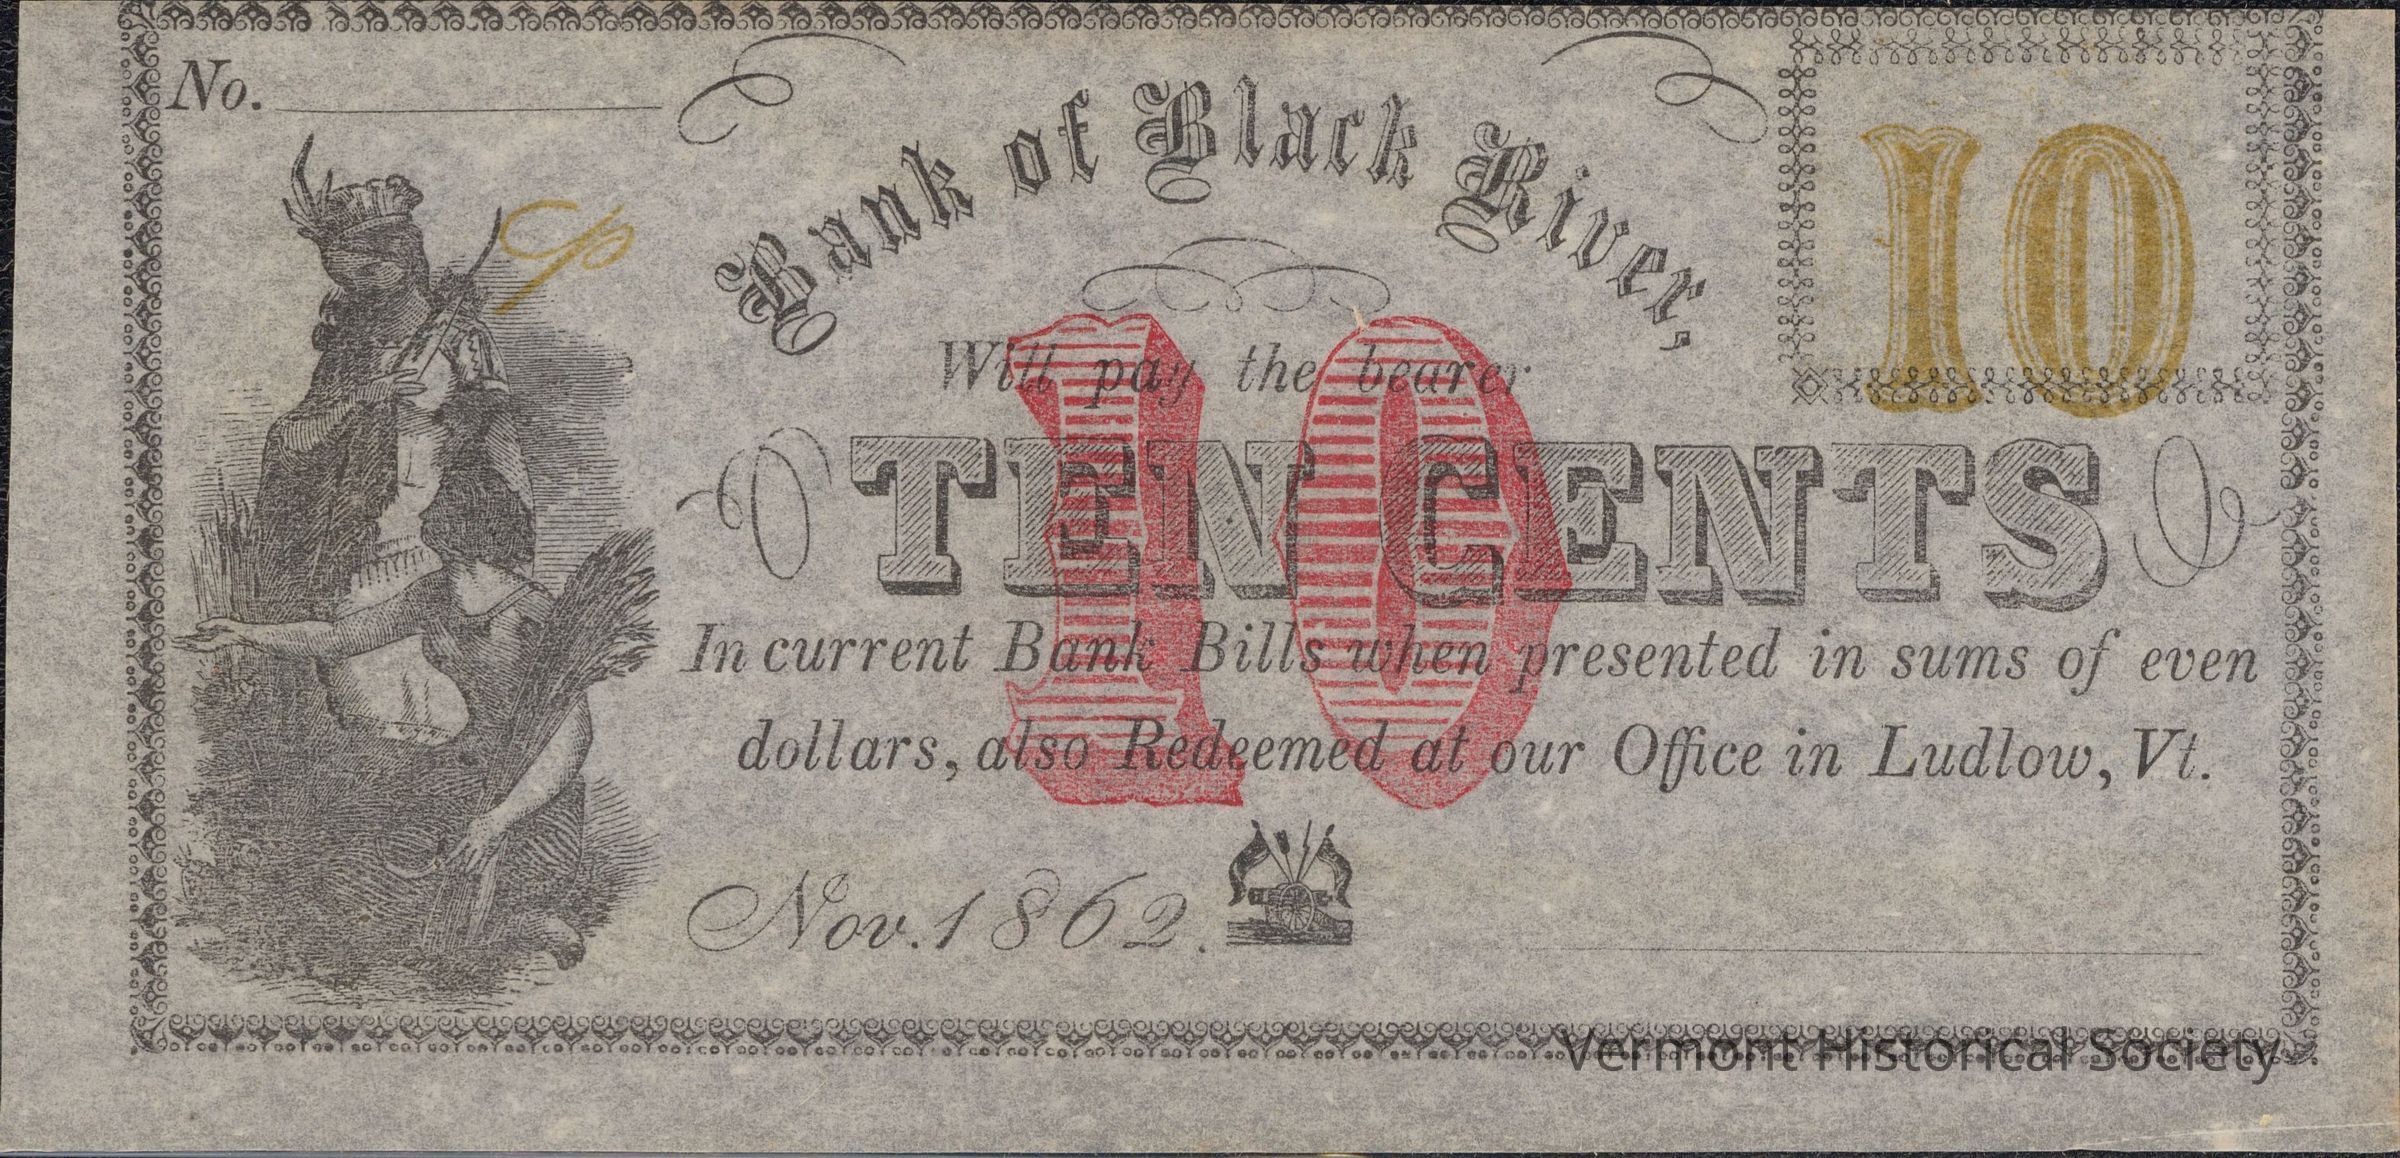 No.
Bank of Black River,
10
Will pay the bearer
10
TEN CENTS
In current Bank Bills when presented in sums of even
dollars, also Redeemed at our Office in Ludlow, Vt.
Nov. 1862.
Vermont Historical Society